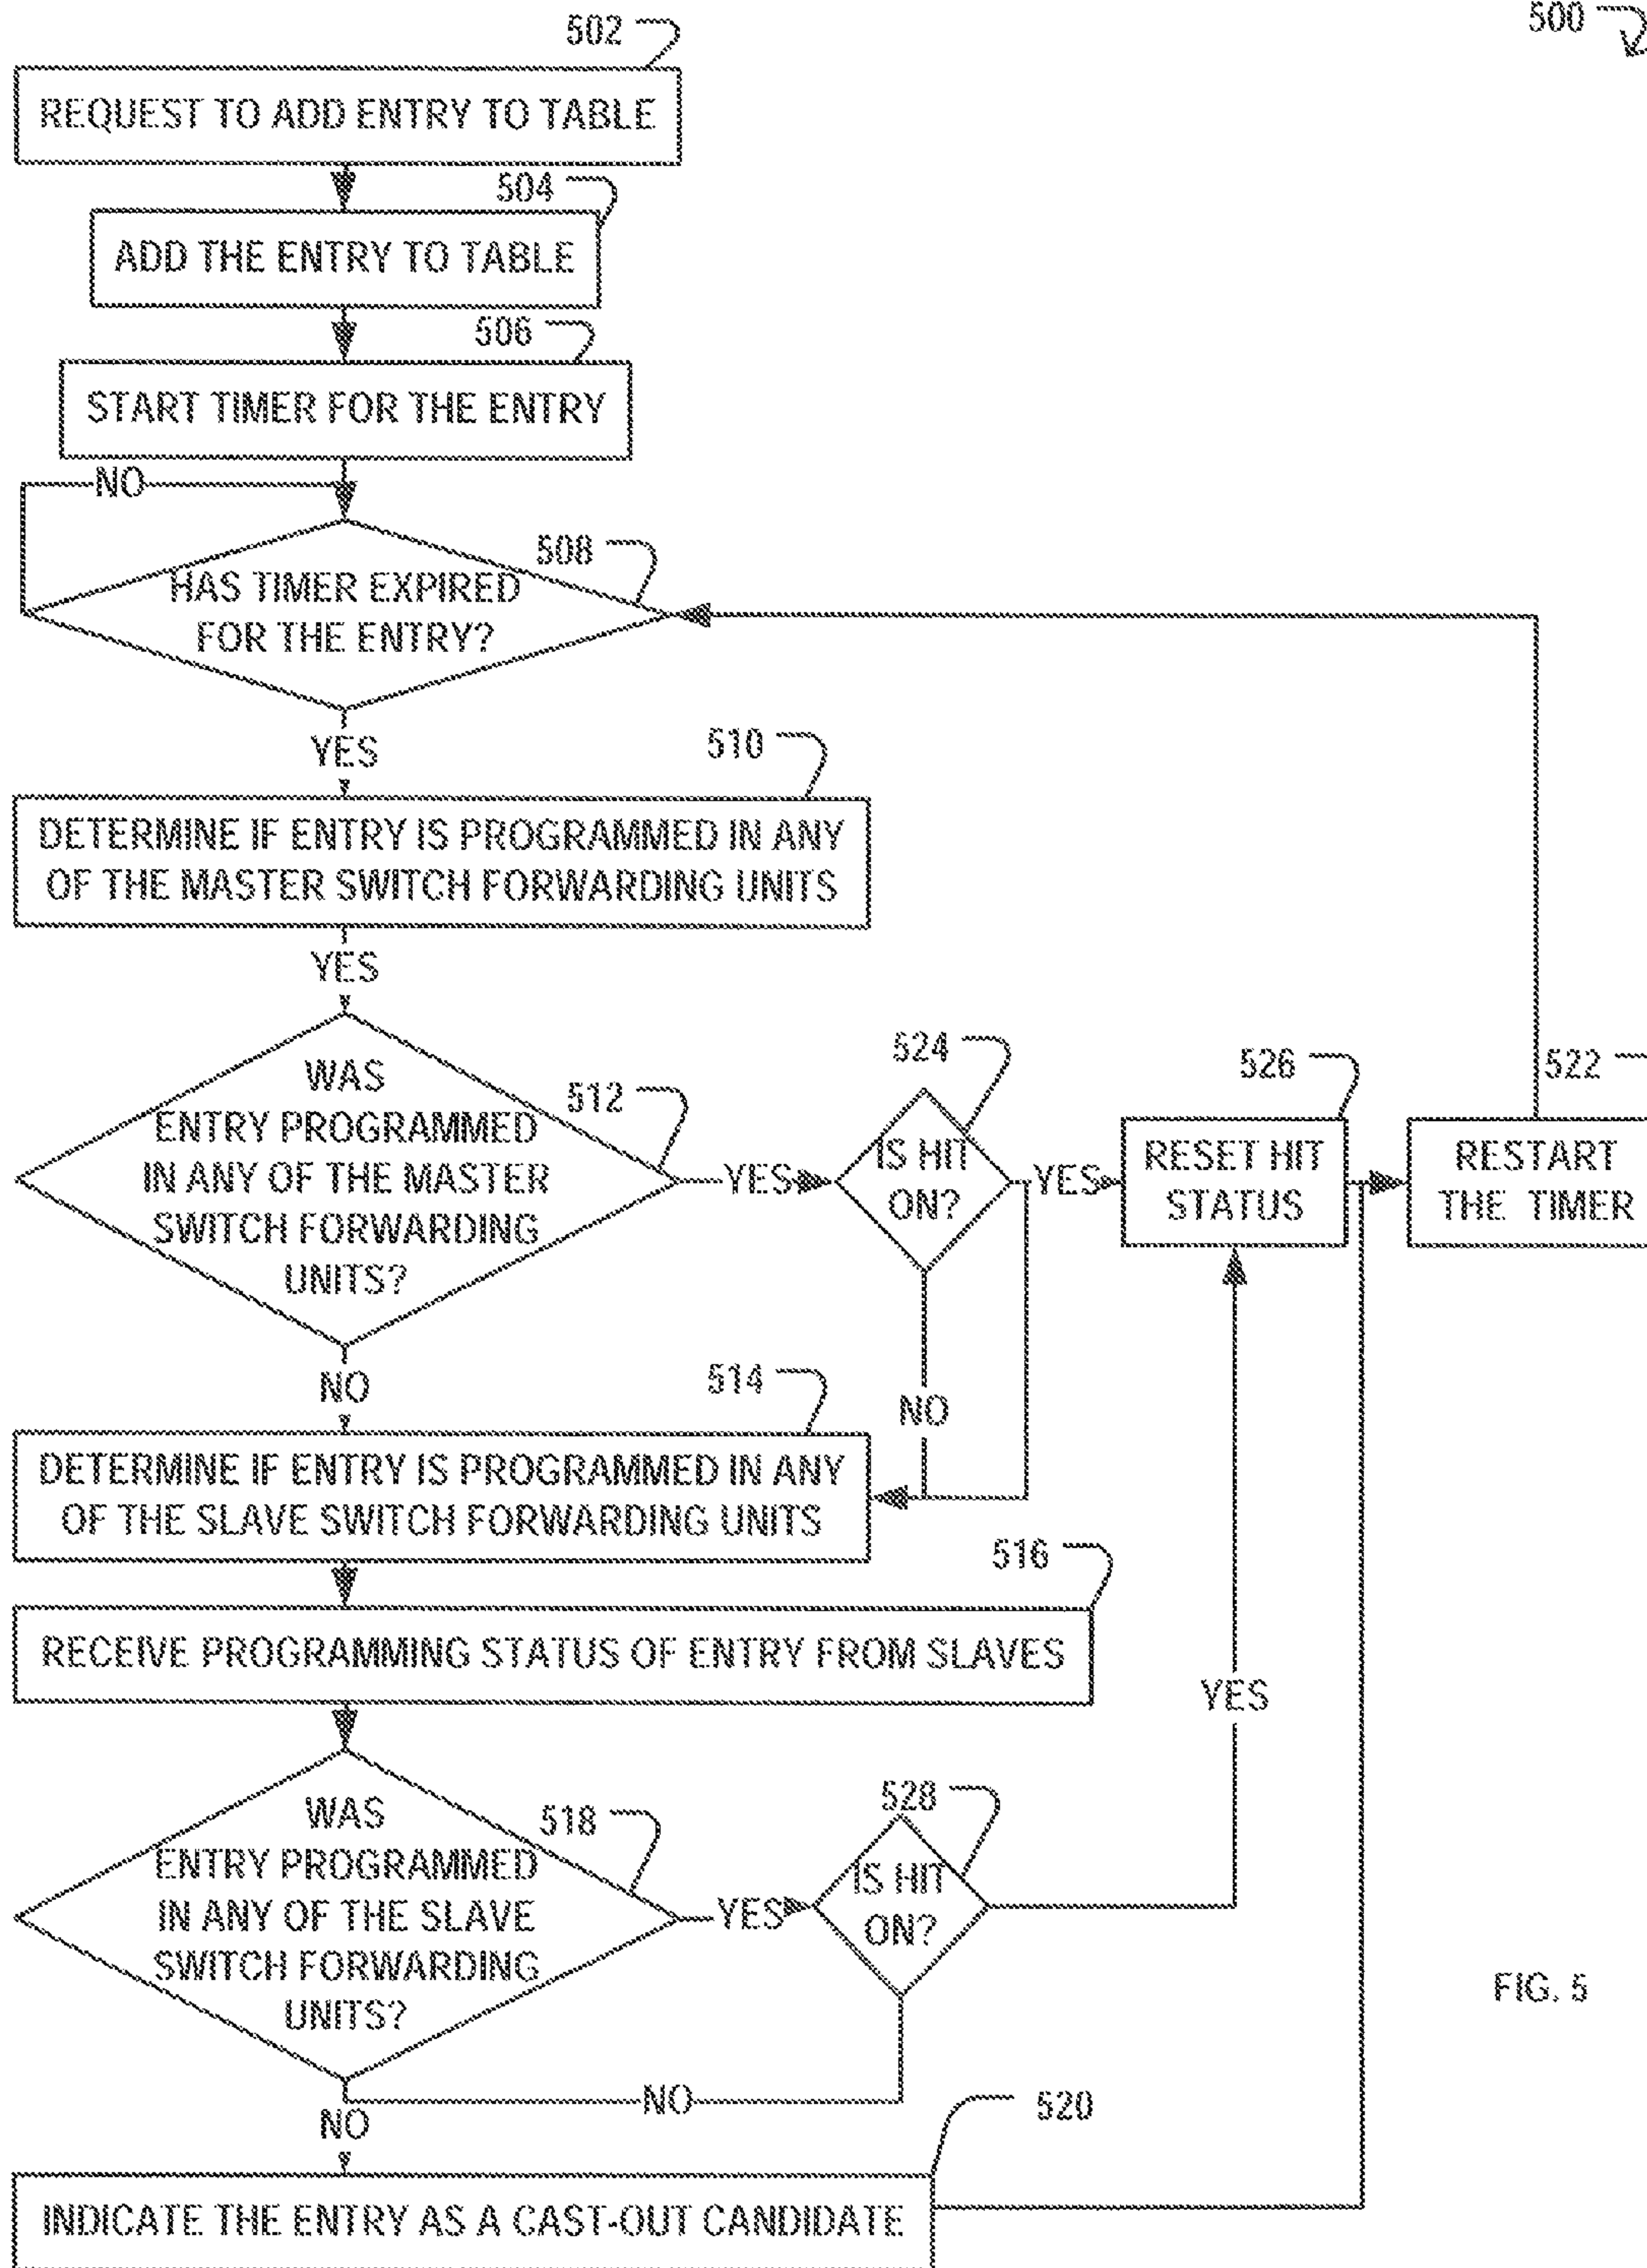 500
502
REQUEST TO ADD ENTRY TO TABLE
504
ADD THE ENTRY TO TABLE
506
START TIMER FOR THE ENTRY
NO
508
HAS TIMER EXPIRED
FOR THE ENTRY?
YES
510
DETERMINE IF ENTRY IS PROGRAMMED IN ANY
OF THE MASTER SWITCH FORWARDING UNITS
YES
WAS
ENTRY PROGRAMMED
IN ANY OF THE MASTER
SWITCH FORWARDING
UNITS?
512
YES
524
IS HIT
ON?
YES
526
RESET HIT
STATUS
522
RESTART
THE TIMER
NO
NO
514
DETERMINE IF ENTRY IS PROGRAMMED IN ANY
OF THE SLAVE SWITCH FORWARDING UNITS
516
RECEIVE PROGRAMMING STATUS OF ENTRY FROM SLAVES
YES
WAS
ENTRY PROGRAMMED
IN ANY OF THE SLAVE
SWITCH FORWARDING
UNITS?
518
YES
528
IS HIT
ON?
FIG. 5
NO
NO
520
INDICATE THE ENTRY AS A CAST-OUT CANDIDATE